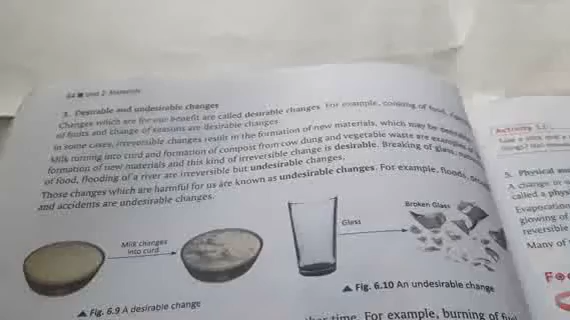 64 ■ Unit 2: Materials
3. Desirable and undesirable changes
Changes which are for our benefit are called desirable changes. For example, cooking of food,
of fruits and change of seasons are desirable changes.
In some cases, irreversible changes result in the formation of new materials, which may be desirable.
Milk turning into curd and formation of compost from cow dung and vegetable waste are examples of
formation of new materials and this kind of irreversible change is desirable. Breaking of glass,
of food, flooding of a river are irreversible but undesirable changes.
Those changes which are harmful for us are known as undesirable changes. For example, floods,
and accidents are undesirable changes.
Milk changes
into curd
▲ Fig. 6.9 A desirable change
Glass
Broken Glass
▲ Fig. 6.10 An undesirable change
time. For example, burning of fuel
Activity
5. Physical
A change in
called a phys
Evaporation
glowing of
reversible
Many of